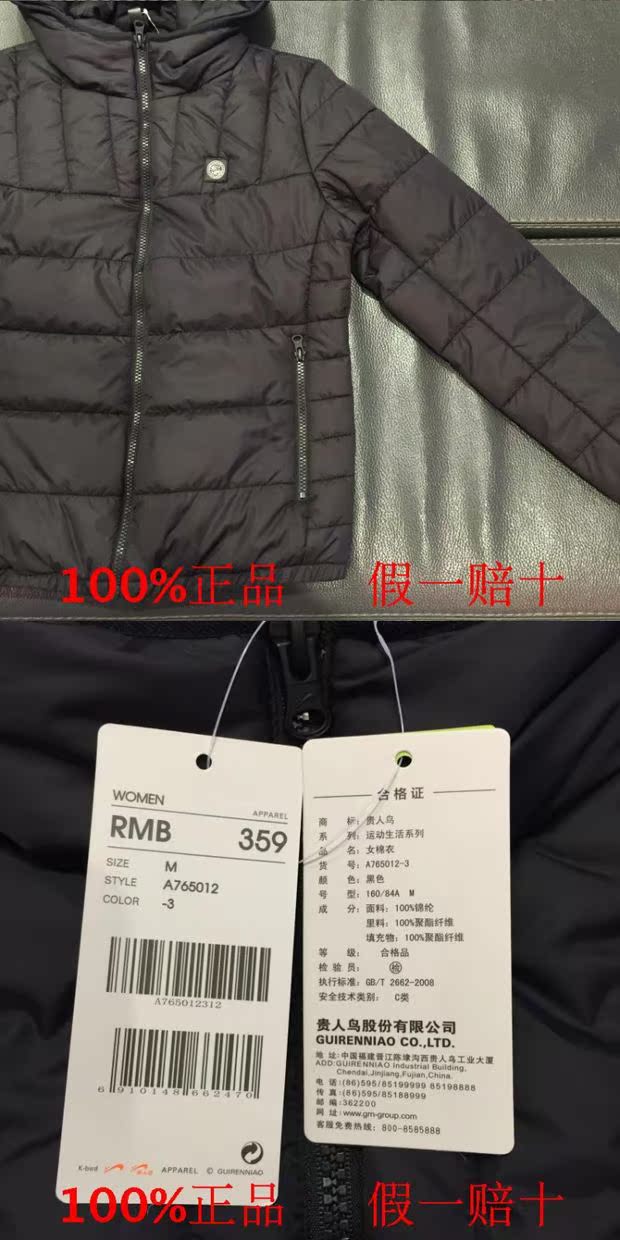 100%正品 假一赔十
WOMEN
APPAREL
RMB 359
SIZE M
STYLE A765012
COLOR -3
A765012312
6 910148 662470
K-bird APPAREL © GUIRENNIAO
合格证
商 标: 贵人鸟
系 列: 运动生活系列
品 名: 女棉衣
货 号: A765012-3
颜 色: 黑色
号 型: 160/84A M
成 分: 面料: 100%锦纶
里料: 100%聚酯纤维
填充物: 100%聚酯纤维
等 级: 合格品
检 验 员: 检
执行标准: GB/T 2662-2008
安全技术类别: C类
贵人鸟股份有限公司
GUIRENNIAO CO.,LTD.
地 址: 中国福建晋江陈埭沟西贵人鸟工业大厦
ADD: GUIRENNIAO Industrial Building,
Chendai,Jinjiang,Fujian,China.
电 话: (86)595/85199999 85198888
传 真: (86)595/85188999
邮 编: 362200
网 址: www.grn-group.com
客服免费热线: 800-8585888
100%正品 假一赔十